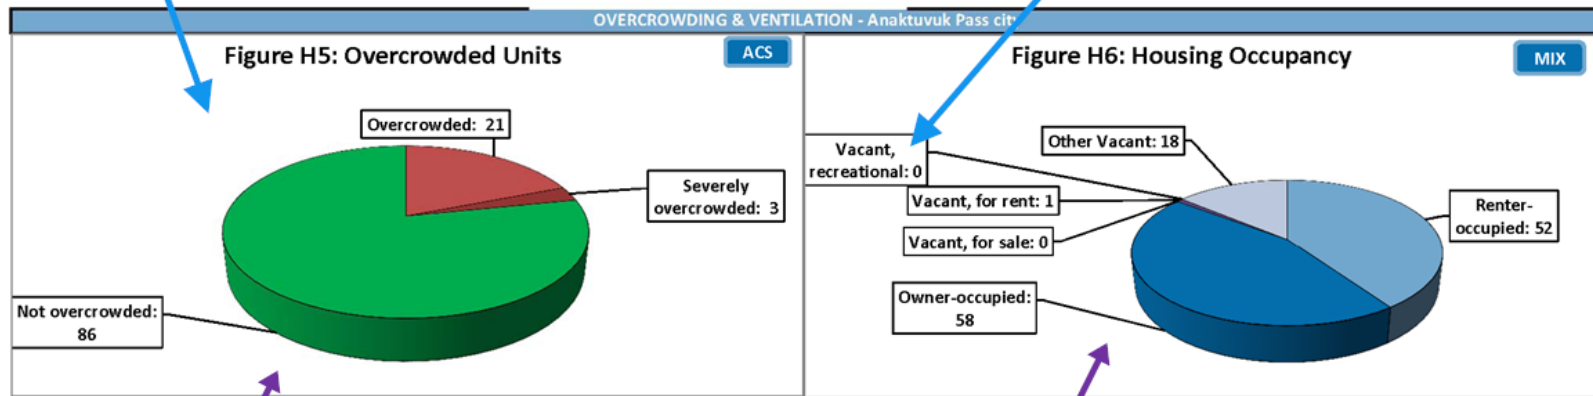 OVERCROWDING & VENTILATION - Anaktuvuk Pass city
Figure H5: Overcrowded Units
ACS
Overcrowded: 21
Severely
overcrowded: 3
Not overcrowded:
86
Figure H6: Housing Occupancy
MIX
Vacant,
recreational: 0
Other Vacant: 18
Vacant, for rent: 1
Renter-
occupied: 52
Vacant, for sale: 0
Owner-occupied:
58